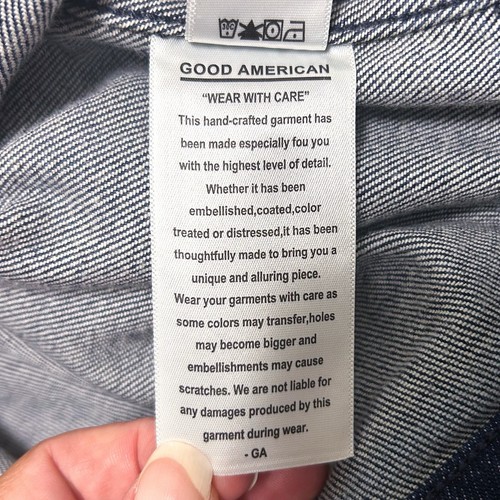 GOOD AMERICAN
“WEAR WITH CARE”
This hand-crafted garment has
been made especially fou you
with the highest level of detail.
Whether it has been
embellished,coated,color
treated or distressed,it has been
thoughtfully made to bring you a
unique and alluring piece.
Wear your garments with care as
some colors may transfer,holes
may become bigger and
embellishments may cause
scratches. We are not liable for
any damages produced by this
garment during wear.
- GA